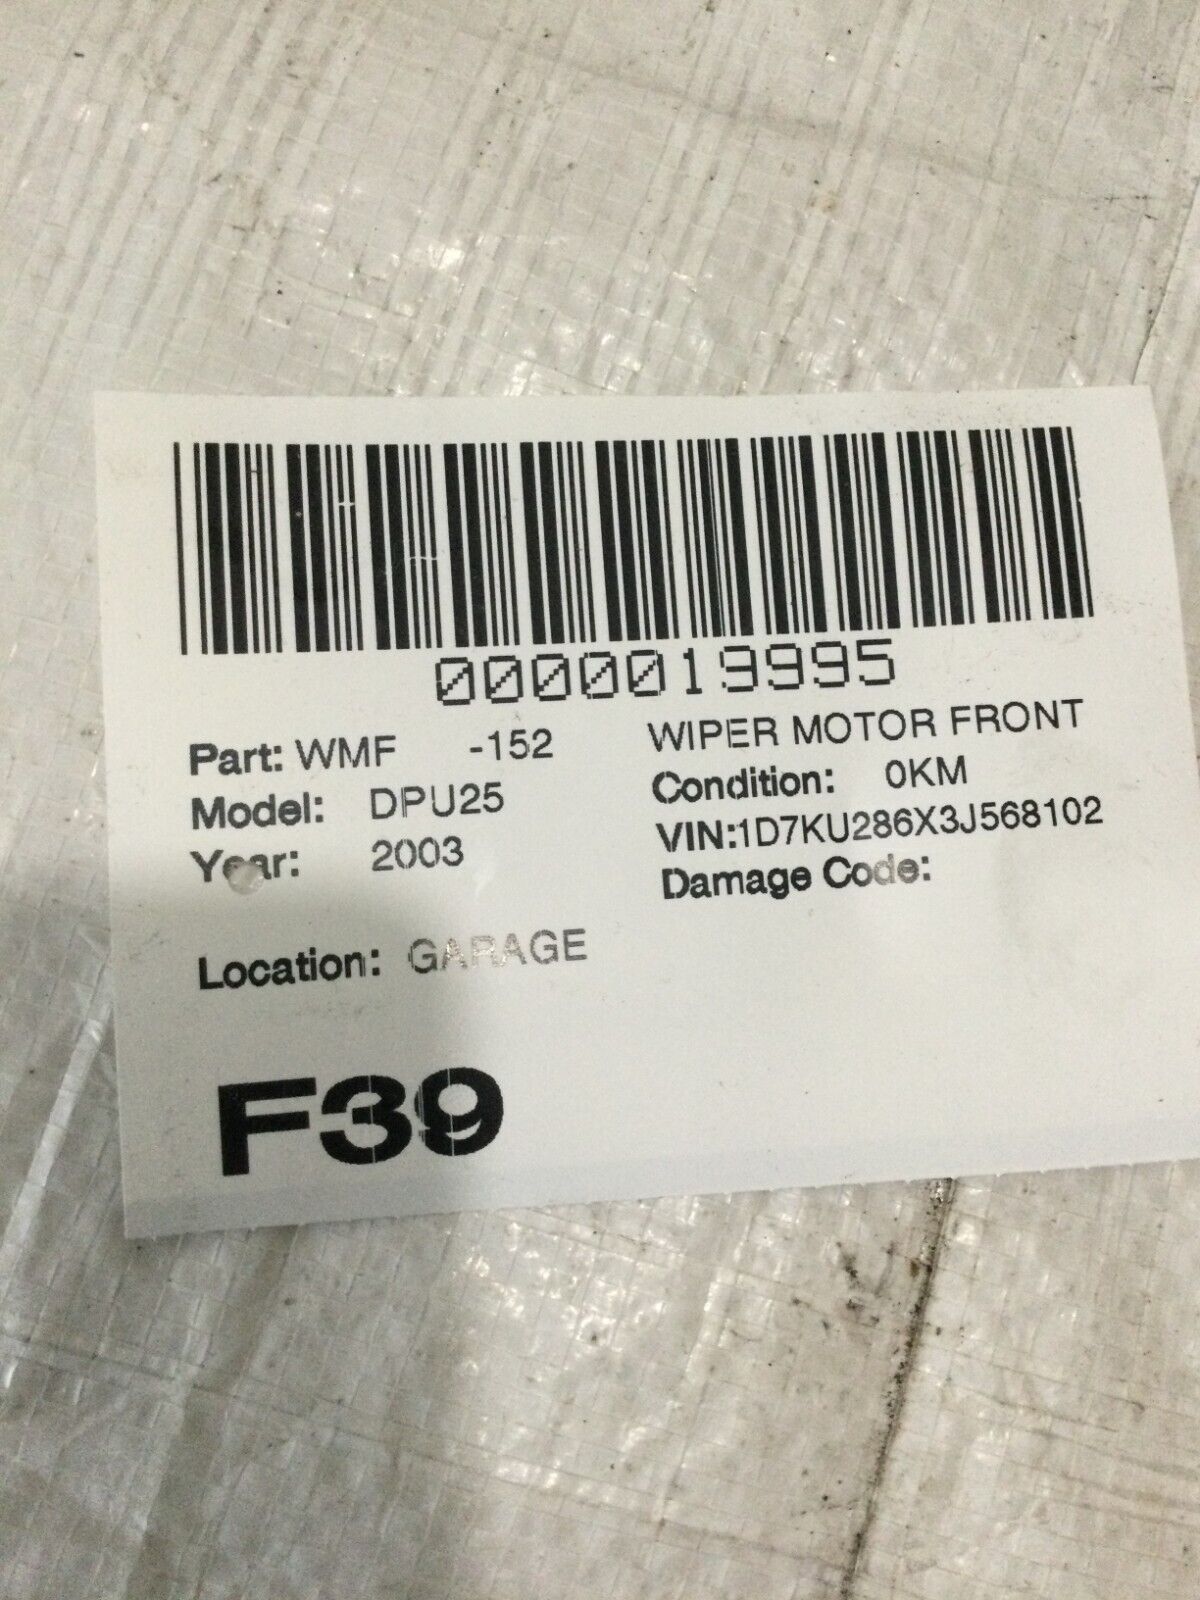 0000019995
Part: WMF -152 WIPER MOTOR FRONT
Model: DPU25 Condition: 0KM
Year: 2003 VIN:1D7KU286X3J568102
Damage Code:
Location: GARAGE
F39